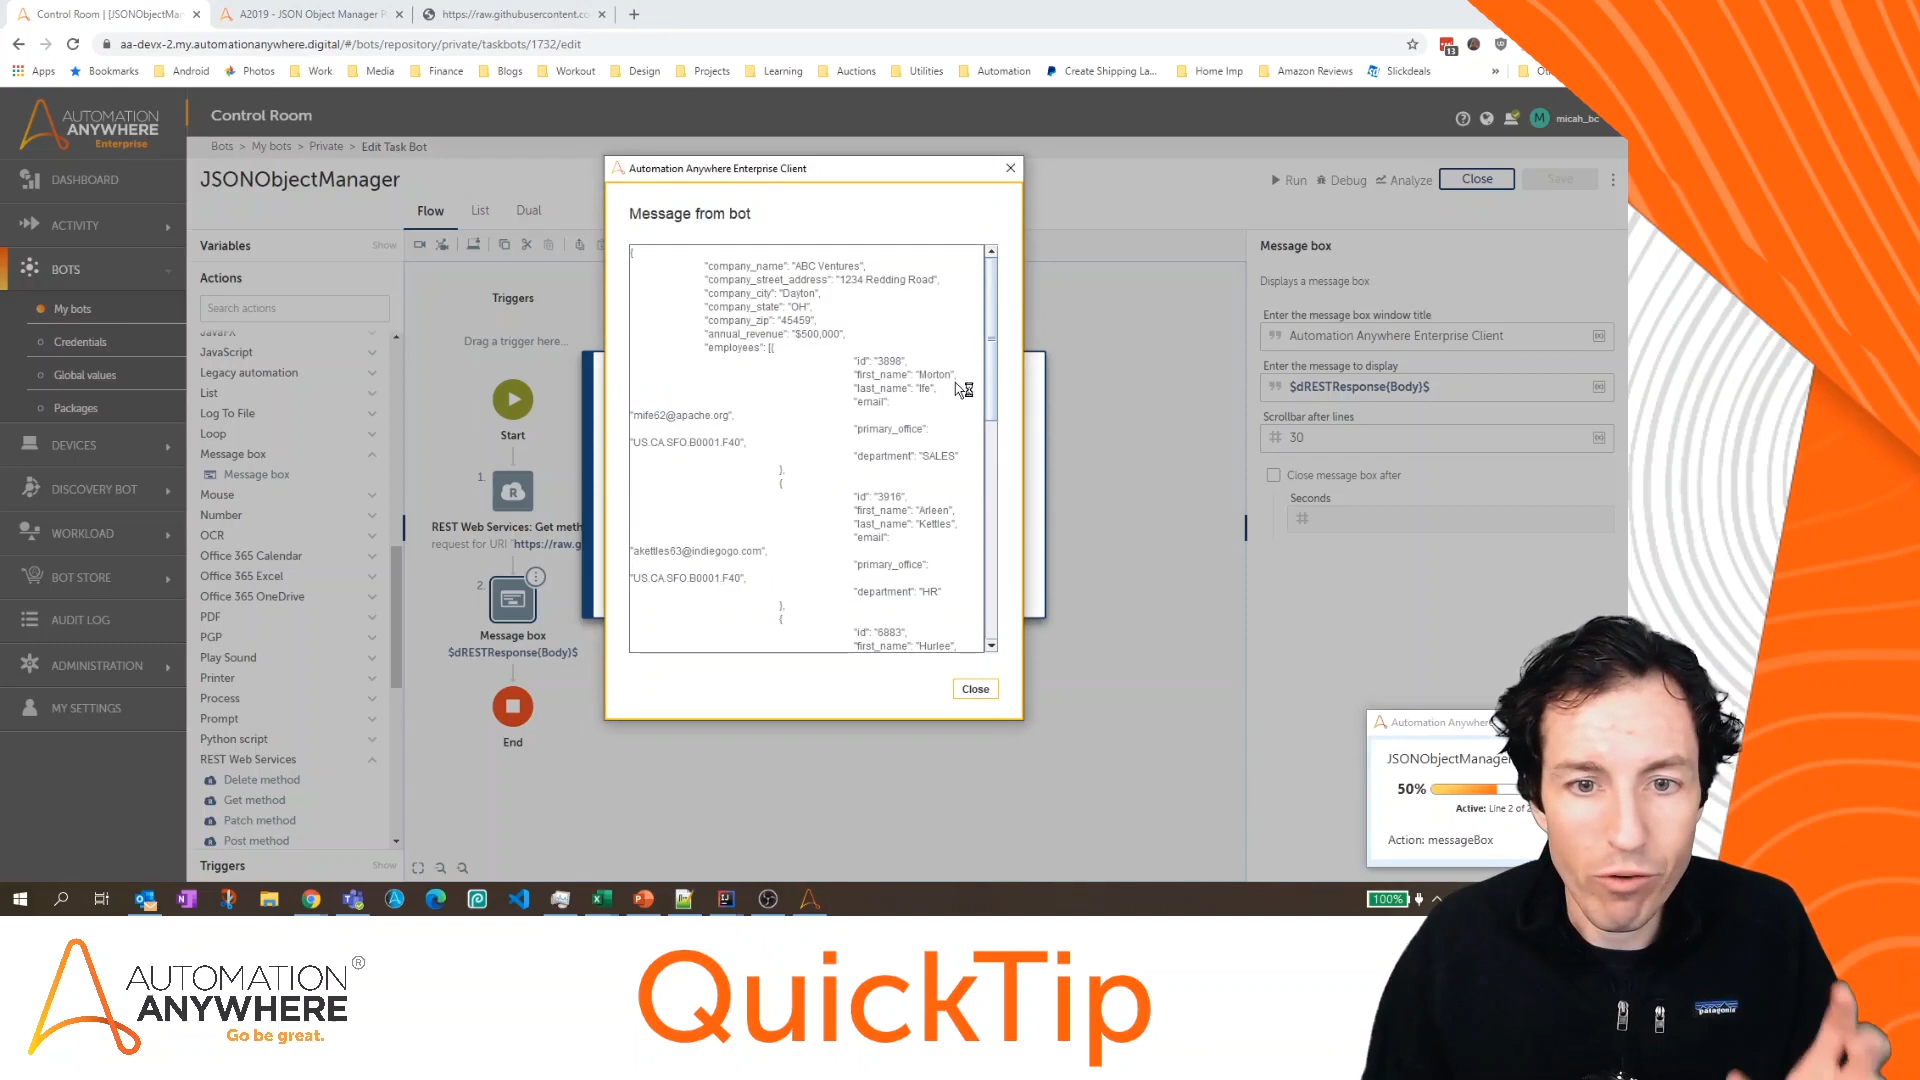 Control Room | [JSONObjectMan
A2019 - JSON Object Manager P
https://raw.githubusercontent.co
aa-devx-2.my.automationanywhere.digital/#/bots/repository/private/taskbots/1732/edit
13
Apps
Bookmarks
Android
Photos
Work
Media
Finance
Blogs
Workout
Design
Projects
Learning
Auctions
Utilities
Automation
Create Shipping La...
Home Imp
Amazon Reviews
Slickdeals
»
AUTOMATION
ANYWHERE
Enterprise
Control Room
M
micah_bc
Bots > My bots > Private > Edit Task Bot
JSONObjectManager
Run
Debug
Analyze
Close
Save
Flow
List
Dual
DASHBOARD
ACTIVITY
BOTS
My bots
Credentials
Global values
Packages
DEVICES
DISCOVERY BOT
WORKLOAD
BOT STORE
AUDIT LOG
ADMINISTRATION
MY SETTINGS
Variables
Show
Actions
Search actions
JavaFX
JavaScript
Legacy automation
List
Log To File
Loop
Message box
Message box
Mouse
Number
OCR
Office 365 Calendar
Office 365 Excel
Office 365 OneDrive
PDF
PGP
Play Sound
Printer
Process
Prompt
Python script
REST Web Services
Delete method
Get method
Patch method
Post method
Triggers
Show
Triggers
Drag a trigger here...
Start
1.
REST Web Services: Get meth
request for URI "https://raw.g
2.
Message box
$dRESTResponse{Body}$
End
Automation Anywhere Enterprise Client
Message from bot
{
"company_name": "ABC Ventures",
"company_street_address": "1234 Redding Road",
"company_city": "Dayton",
"company_state": "OH",
"company_zip": "45459",
"annual_revenue": "$500,000",
"employees": [{
"id": "3898",
"first_name": "Morton",
"last_name": "Ife",
"email":
"mife62@apache.org",
"primary_office":
"US.CA.SFO.B0001.F40",
"department": "SALES"
},
{
"id": "3916",
"first_name": "Arleen",
"last_name": "Kettles",
"email":
"akettles63@indiegogo.com",
"primary_office":
"US.CA.SFO.B0001.F40",
"department": "HR"
},
{
"id": "6883",
"first_name": "Hurlee",
Close
Message box
Displays a message box
Enter the message box window title
Automation Anywhere Enterprise Client
Enter the message to display
$dRESTResponse{Body}$
Scrollbar after lines
30
Close message box after
Seconds
Automation Anywhere
JSONObjectManager
50%
Active: Line 2 of 2
Action: messageBox
100%
AUTOMATION
ANYWHERE
®
Go be great.
QuickTip
patagonia